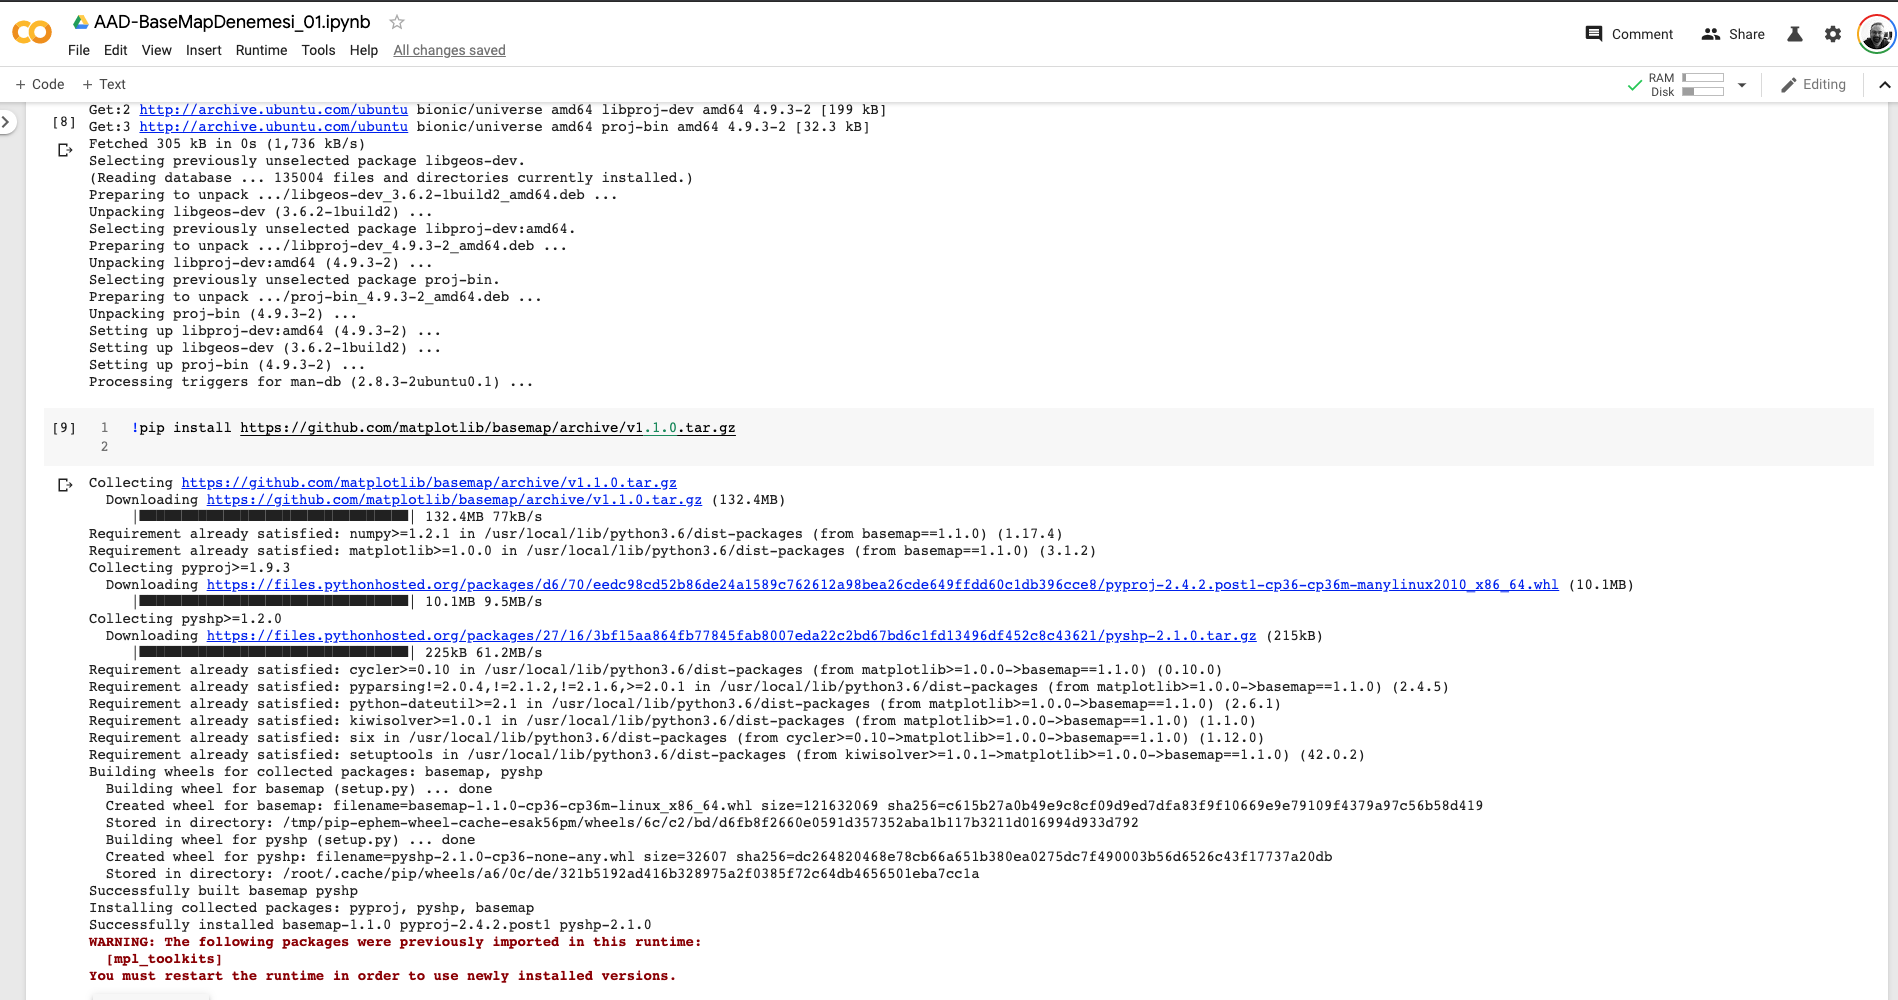 AAD-BaseMapDenemesi_01.ipynb
File Edit View Insert Runtime Tools Help All changes saved
Comment Share
+ Code + Text
RAM
Disk
Editing
Get:2 http://archive.ubuntu.com/ubuntu bionic/universe amd64 libproj-dev amd64 4.9.3-2 [199 kB]
[8]
Get:3 http://archive.ubuntu.com/ubuntu bionic/universe amd64 proj-bin amd64 4.9.3-2 [32.3 kB]
Fetched 305 kB in 0s (1,736 kB/s)
Selecting previously unselected package libgeos-dev.
(Reading database ... 135004 files and directories currently installed.)
Preparing to unpack .../libgeos-dev_3.6.2-1build2_amd64.deb ...
Unpacking libgeos-dev (3.6.2-1build2) ...
Selecting previously unselected package libproj-dev:amd64.
Preparing to unpack .../libproj-dev_4.9.3-2_amd64.deb ...
Unpacking libproj-dev:amd64 (4.9.3-2) ...
Selecting previously unselected package proj-bin.
Preparing to unpack .../proj-bin_4.9.3-2_amd64.deb ...
Unpacking proj-bin (4.9.3-2) ...
Setting up libproj-dev:amd64 (4.9.3-2) ...
Setting up libgeos-dev (3.6.2-1build2) ...
Setting up proj-bin (4.9.3-2) ...
Processing triggers for man-db (2.8.3-2ubuntu0.1) ...
[9] 1 !pip install https://github.com/matplotlib/basemap/archive/v1.1.0.tar.gz
2
Collecting https://github.com/matplotlib/basemap/archive/v1.1.0.tar.gz
Downloading https://github.com/matplotlib/basemap/archive/v1.1.0.tar.gz (132.4MB)
132.4MB 77kB/s
Requirement already satisfied: numpy>=1.2.1 in /usr/local/lib/python3.6/dist-packages (from basemap==1.1.0) (1.17.4)
Requirement already satisfied: matplotlib>=1.0.0 in /usr/local/lib/python3.6/dist-packages (from basemap==1.1.0) (3.1.2)
Collecting pyproj>=1.9.3
Downloading https://files.pythonhosted.org/packages/d6/70/eedc98cd52b86de24a1589c762612a98bea26cde649ffdd60c1db396cce8/pyproj-2.4.2.post1-cp36-cp36m-manylinux2010_x86_64.whl (10.1MB)
10.1MB 9.5MB/s
Collecting pyshp>=1.2.0
Downloading https://files.pythonhosted.org/packages/27/16/3bf15aa864fb77845fab8007eda22c2bd67bd6c1fd13496df452c8c43621/pyshp-2.1.0.tar.gz (215kB)
225kB 61.2MB/s
Requirement already satisfied: cycler>=0.10 in /usr/local/lib/python3.6/dist-packages (from matplotlib>=1.0.0->basemap==1.1.0) (0.10.0)
Requirement already satisfied: pyparsing!=2.0.4,!=2.1.2,!=2.1.6,>=2.0.1 in /usr/local/lib/python3.6/dist-packages (from matplotlib>=1.0.0->basemap==1.1.0) (2.4.5)
Requirement already satisfied: python-dateutil>=2.1 in /usr/local/lib/python3.6/dist-packages (from matplotlib>=1.0.0->basemap==1.1.0) (2.6.1)
Requirement already satisfied: kiwisolver>=1.0.1 in /usr/local/lib/python3.6/dist-packages (from matplotlib>=1.0.0->basemap==1.1.0) (1.1.0)
Requirement already satisfied: six in /usr/local/lib/python3.6/dist-packages (from cycler>=0.10->matplotlib>=1.0.0->basemap==1.1.0) (1.12.0)
Requirement already satisfied: setuptools in /usr/local/lib/python3.6/dist-packages (from kiwisolver>=1.0.1->matplotlib>=1.0.0->basemap==1.1.0) (42.0.2)
Building wheels for collected packages: basemap, pyshp
Building wheel for basemap (setup.py) ... done
Created wheel for basemap: filename=basemap-1.1.0-cp36-cp36m-linux_x86_64.whl size=121632069 sha256=c615b27a0b49e9c8cf09d9ed7dfa83f9f10669e9e79109f4379a97c56b58d419
Stored in directory: /tmp/pip-ephem-wheel-cache-esak56pm/wheels/6c/c2/bd/d6fb8f2660e0591d357352aba1b117b3211d016994d933d792
Building wheel for pyshp (setup.py) ... done
Created wheel for pyshp: filename=pyshp-2.1.0-cp36-none-any.whl size=32607 sha256=dc264820468e78cb66a651b380ea0275dc7f490003b56d6526c43f17737a20db
Stored in directory: /root/.cache/pip/wheels/a6/0c/de/321b5192ad416b328975a2f0385f72c64db4656501eba7cc1a
Successfully built basemap pyshp
Installing collected packages: pyproj, pyshp, basemap
Successfully installed basemap-1.1.0 pyproj-2.4.2.post1 pyshp-2.1.0
WARNING: The following packages were previously imported in this runtime:
[mpl_toolkits]
You must restart the runtime in order to use newly installed versions.